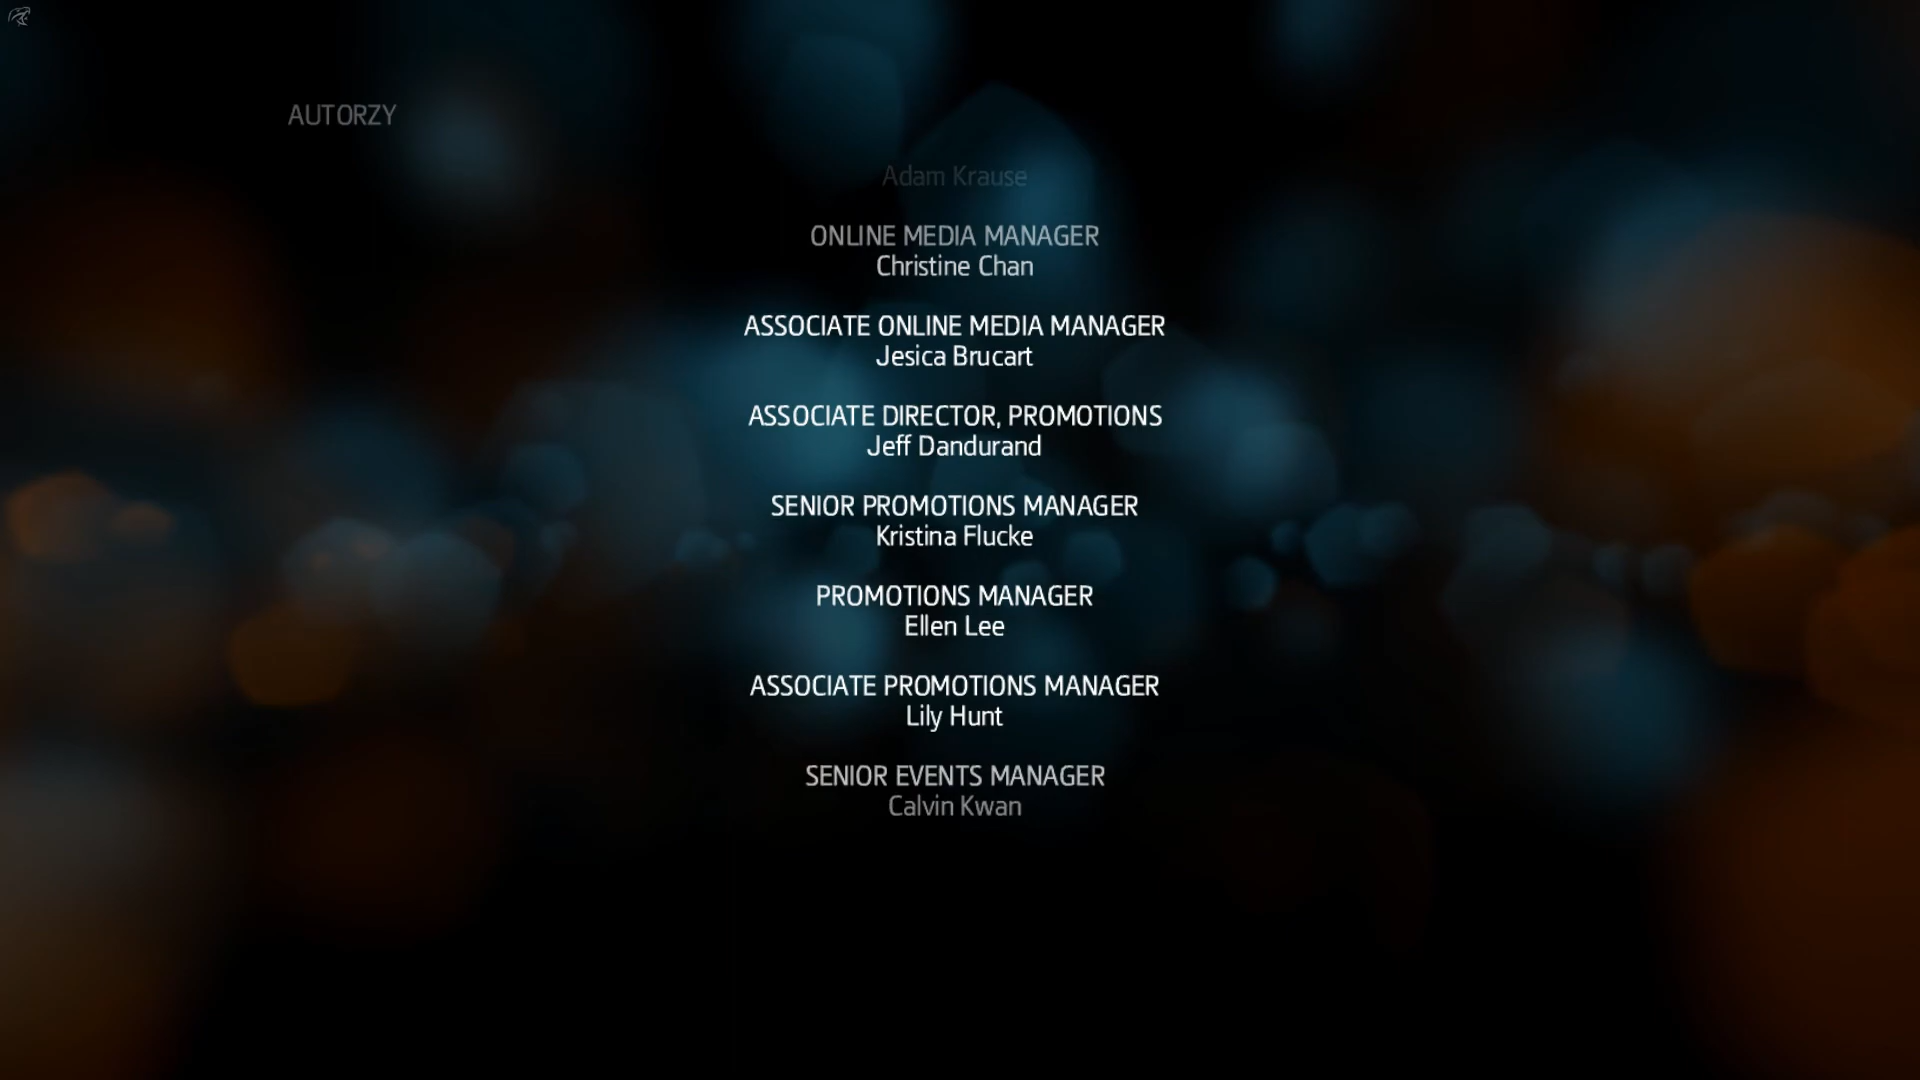 AUTORZY
Adam Krause
ONLINE MEDIA MANAGER
Christine Chan
ASSOCIATE ONLINE MEDIA MANAGER
Jesica Brucart
ASSOCIATE DIRECTOR, PROMOTIONS
Jeff Dandurand
SENIOR PROMOTIONS MANAGER
Kristina Flucke
PROMOTIONS MANAGER
Ellen Lee
ASSOCIATE PROMOTIONS MANAGER
Lily Hunt
SENIOR EVENTS MANAGER
Calvin Kwan